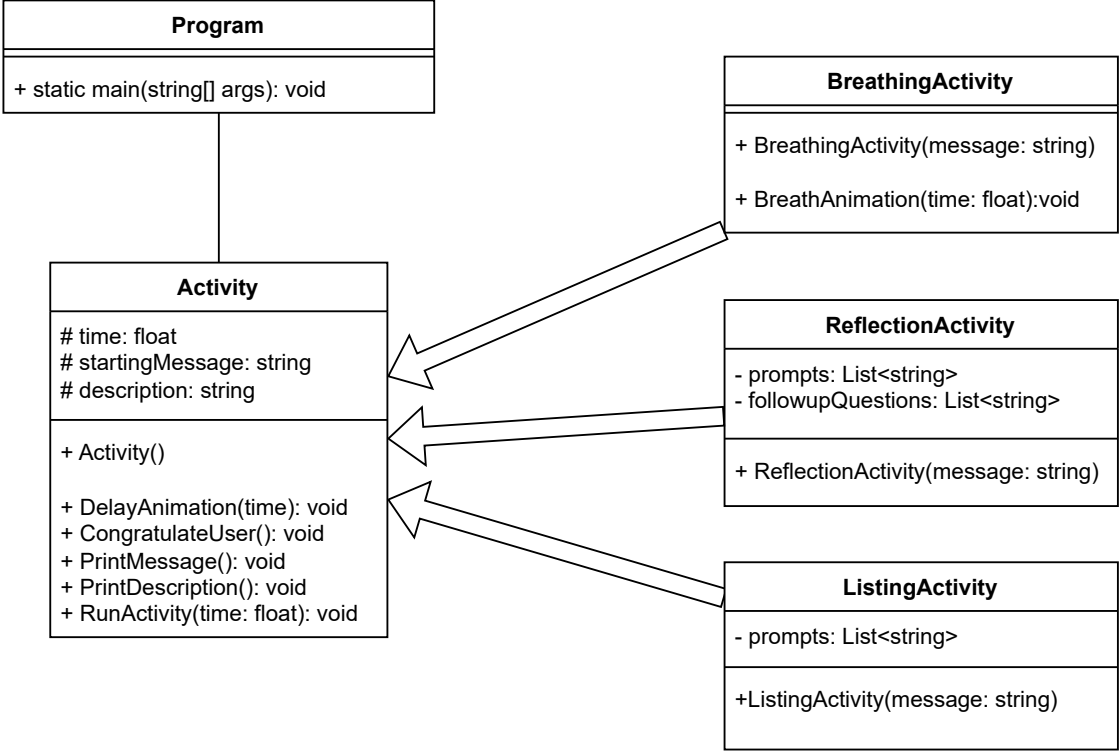 Program
+ static main(string[] args): void
Activity
# time: float
# startingMessage: string
# description: string
+ Activity()
+ DelayAnimation(time): void
+ CongratulateUser(): void
+ PrintMessage(): void
+ PrintDescription(): void
+ RunActivity(time: float): void
BreathingActivity
+ BreathingActivity(message: string)
+ BreathAnimation(time: float):void
ReflectionActivity
- prompts: List<string>
- followupQuestions: List<string>
+ ReflectionActivity(message: string)
ListingActivity
- prompts: List<string>
+ListingActivity(message: string)